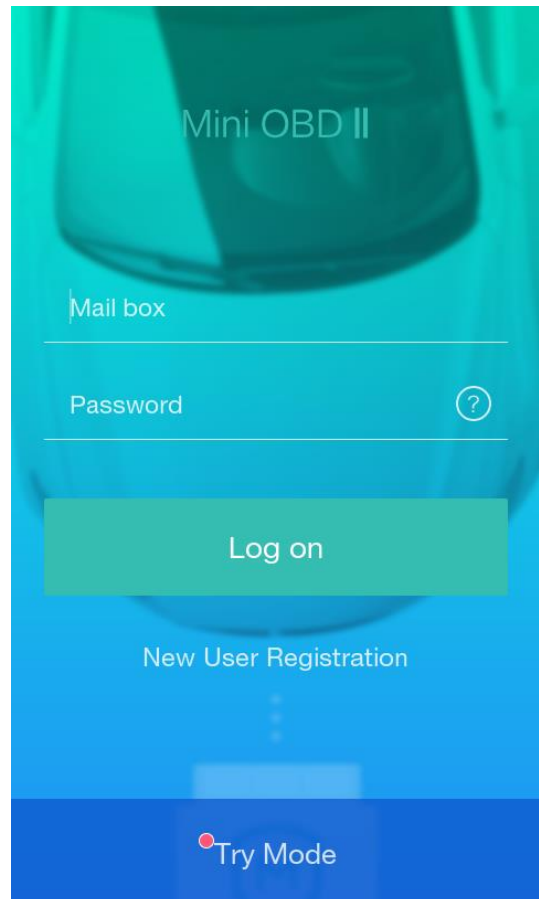 Mini OBD II
Mail box
Password
?
Log on
New User Registration
Try Mode